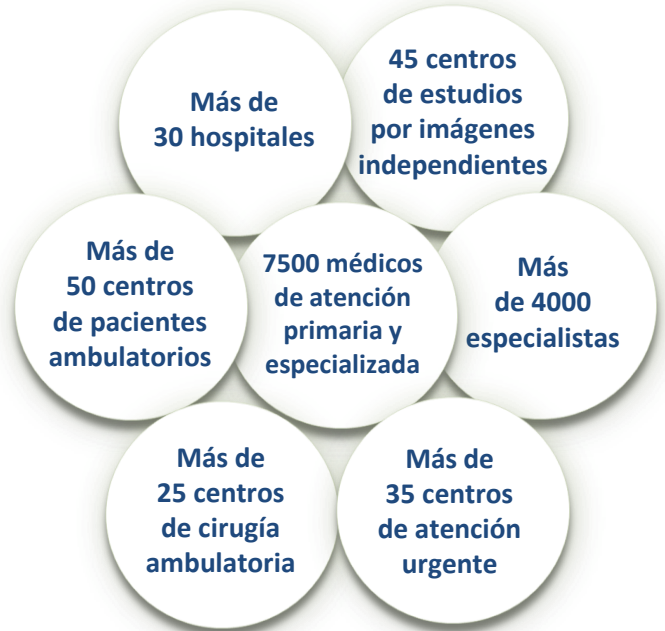 Más de
30 hospitales
45 centros
de estudios
por imágenes
independientes
Más de
50 centros
de pacientes
ambulatorios
7500 médicos
de atención
primaria y
especializada
Más
de 4000
especialistas
Más de
25 centros
de cirugía
ambulatoria
Más de
35 centros
de atención
urgente